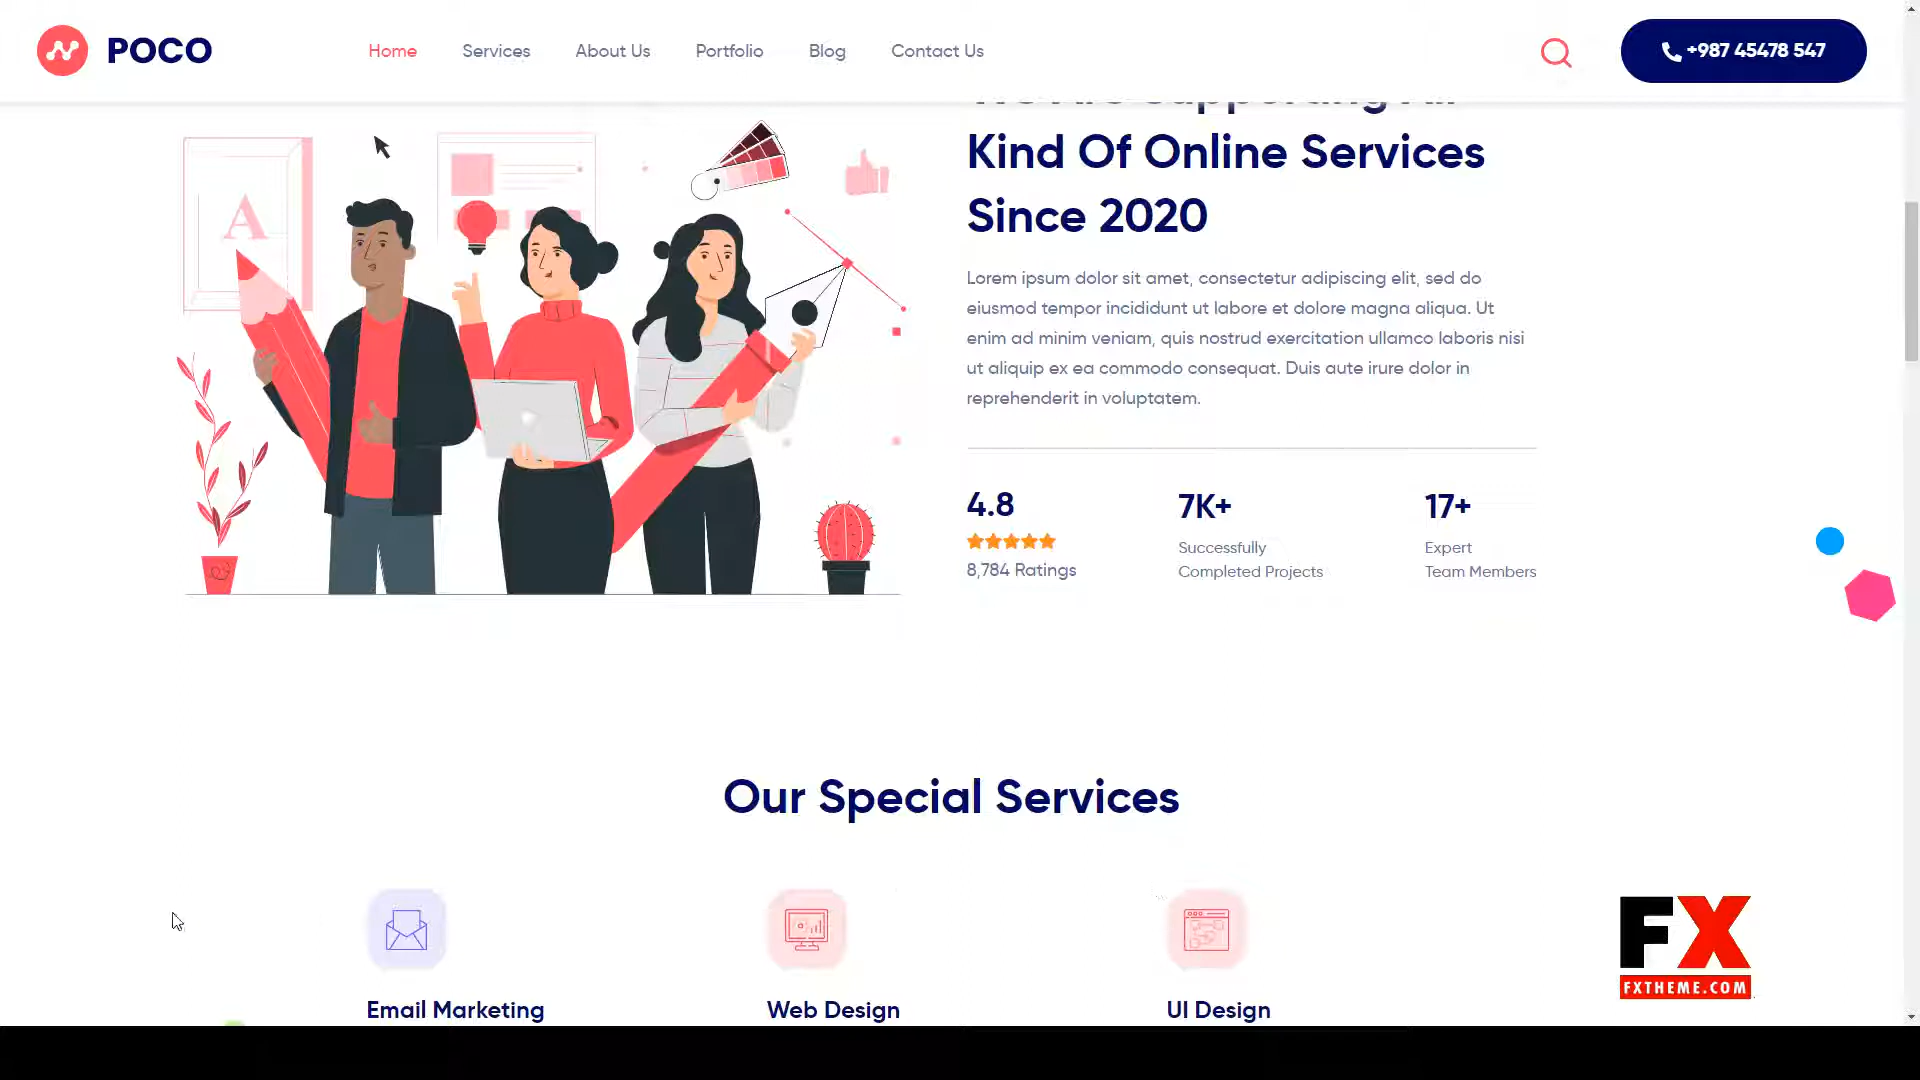 POCO
Home
Services
About Us
Portfolio
Blog
Contact Us
+987 45478 547
We Are Supporting All
Kind Of Online Services
Since 2020
Lorem ipsum dolor sit amet, consectetur adipiscing elit, sed do
eiusmod tempor incididunt ut labore et dolore magna aliqua. Ut
enim ad minim veniam, quis nostrud exercitation ullamco laboris nisi
ut aliquip ex ea commodo consequat. Duis aute irure dolor in
reprehenderit in voluptatem.
A
4.8
8,784 Ratings
7K+
Successfully
Completed Projects
17+
Expert
Team Members
Our Special Services
Email Marketing
Web Design
UI Design
FX
FXTHEME.COM